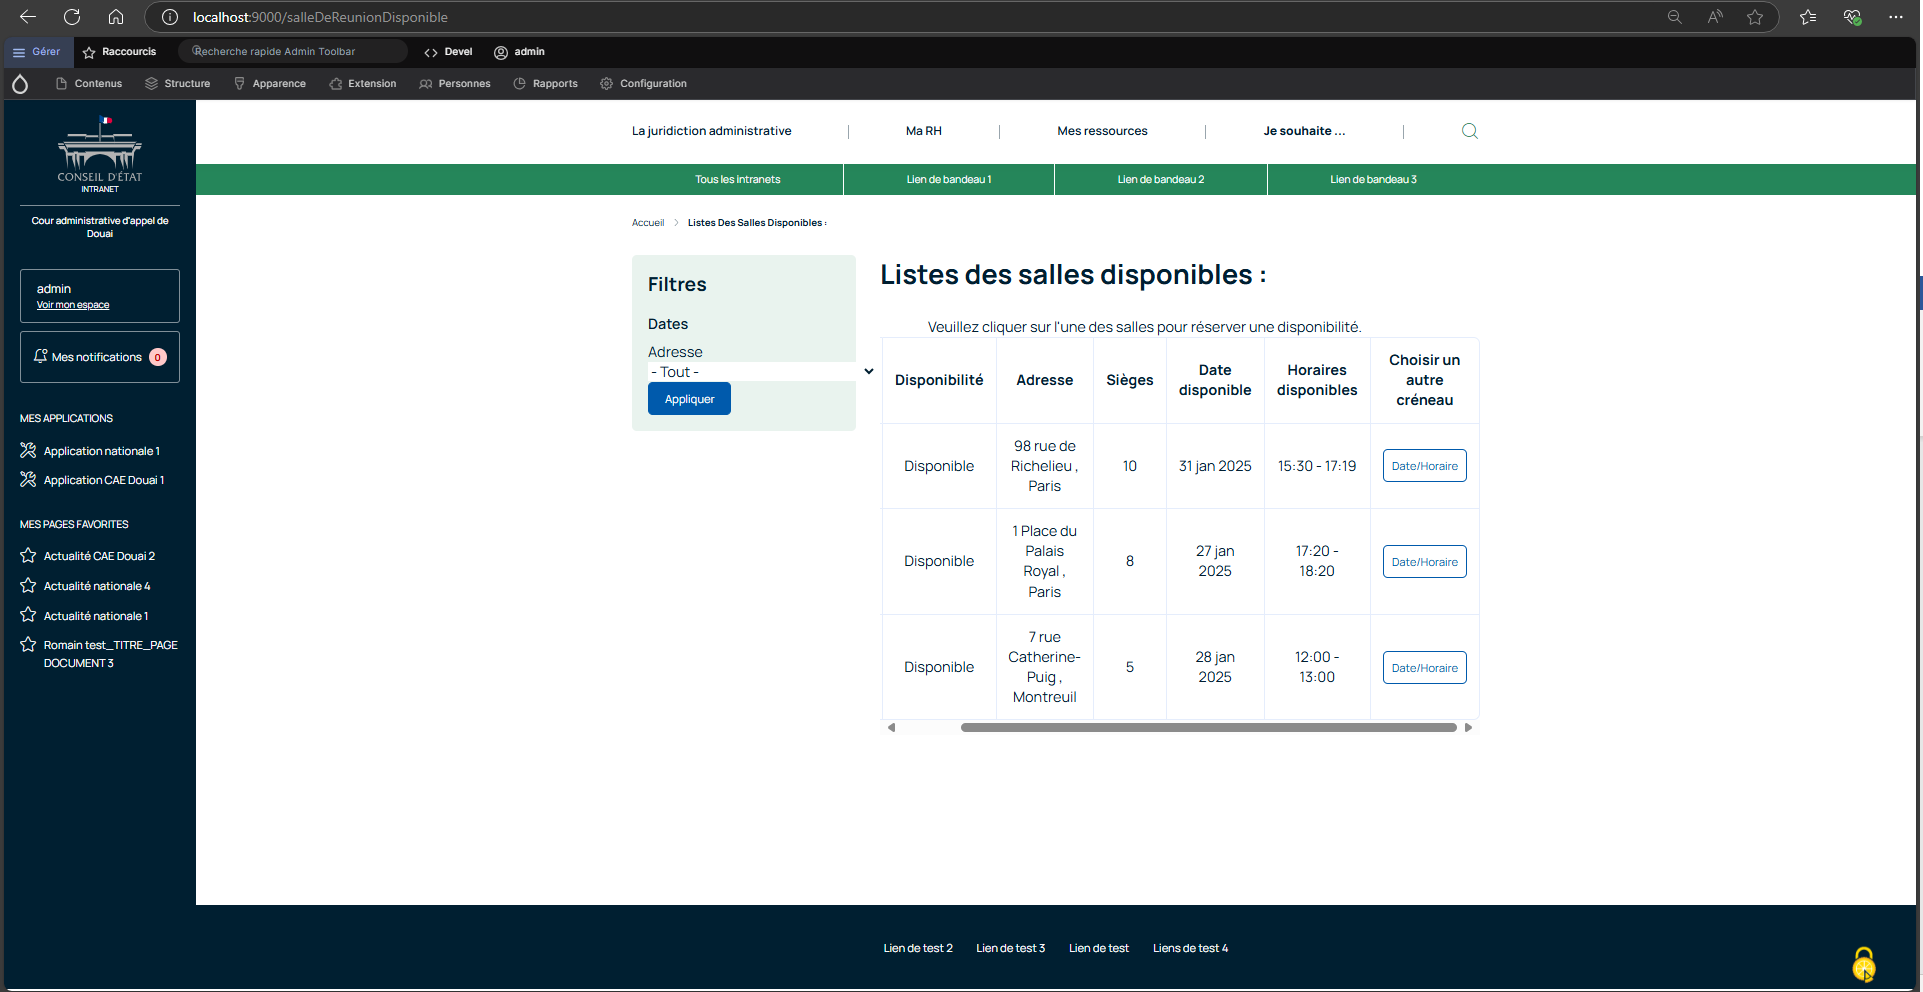 localhost:9000/salleDeReunionDisponible
Gérer Raccourcis Recherche rapide Admin Toolbar Devel admin
Contenus Structure Apparence Extension Personnes Rapports Configuration
CONSEIL D'ÉTAT
INTRANET
Cour administrative d'appel de
Douai
admin
Voir mon espace
Mes notifications 0
MES APPLICATIONS
Application nationale 1
Application CAE Douai 1
MES PAGES FAVORITES
Actualité CAE Douai 2
Actualité nationale 4
Actualité nationale 1
Romain test_TITRE_PAGE
DOCUMENT 3
La juridiction administrative Ma RH Mes ressources Je souhaite ...
Tous les intranets Lien de bandeau 1 Lien de bandeau 2 Lien de bandeau 3
Accueil Listes Des Salles Disponibles :
Filtres
Dates
Adresse
- Tout -
Appliquer
Listes des salles disponibles :
Veuillez cliquer sur l'une des salles pour réserver une disponibilité.
Disponibilité Adresse Sièges Date disponible Horaires disponibles Choisir un autre créneau
Disponible 98 rue de Richelieu , Paris 10 31 jan 2025 15:30 - 17:19 Date/Horaire
Disponible 1 Place du Palais Royal , Paris 8 27 jan 2025 17:20 - 18:20 Date/Horaire
Disponible 7 rue Catherine-Puig , Montreuil 5 28 jan 2025 12:00 - 13:00 Date/Horaire
Lien de test 2 Lien de test 3 Lien de test Liens de test 4